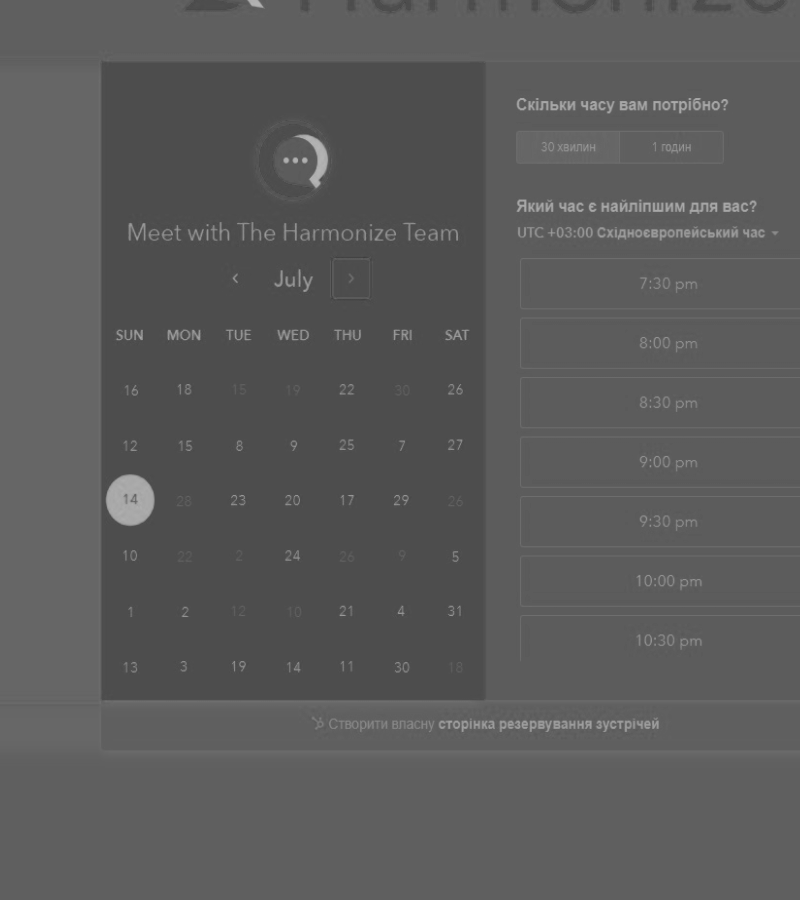 Harmonize
Meet with The Harmonize Team
July
SUN MON TUE WED THU FRI SAT
16 18 15 19 22 30 26
12 15 8 9 25 7 27
14 28 23 20 17 29 26
10 22 2 24 26 9 5
1 2 12 10 21 4 31
13 3 19 14 11 30 18
Скільки часу вам потрібно?
30 хвилин 1 годин
Який час є найліпшим для вас?
UTC +03:00 Східноєвропейський час
7:30 pm
8:00 pm
8:30 pm
9:00 pm
9:30 pm
10:00 pm
10:30 pm
Створити власну сторінка резервування зустрічей